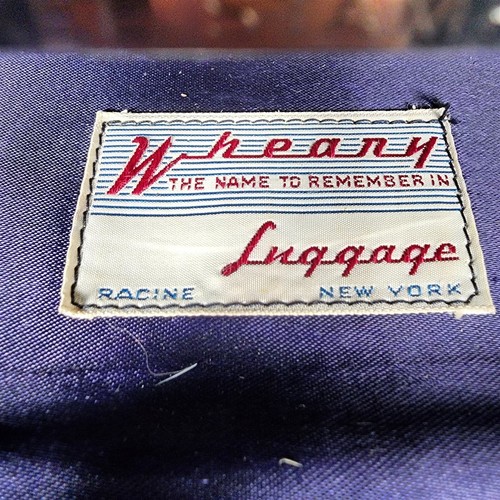 Wheary
THE NAME TO REMEMBER IN
Luggage
RACINE NEW YORK